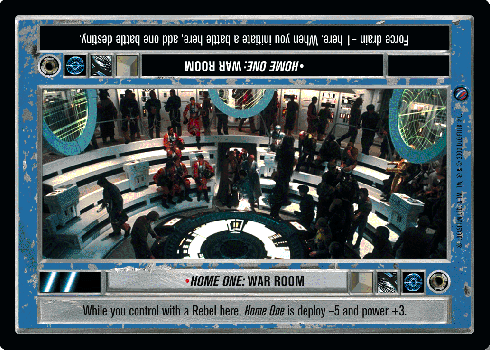 Force drain –1 here. When you initiate a battle here, add one battle destiny.
•HOME ONE: WAR ROOM
•HOME ONE: WAR ROOM
While you control with a Rebel here, Home One is deploy –5 and power +3.